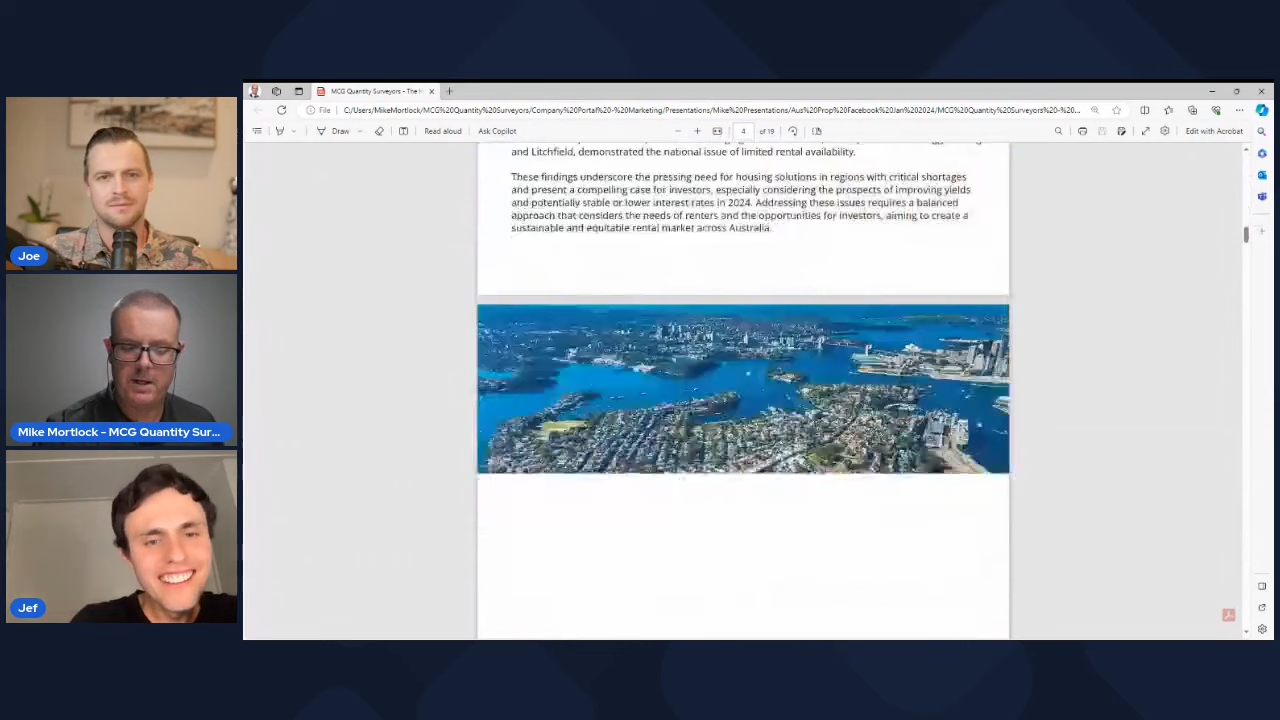 MCG Quantity Surveyors - The H
File
C:/Users/MikeMortlock/MCG%20Quantity%20Surveyors/Company%20Portal%20-%20Marketing/Presentations/Mike%20Presentations/Aus%20Prop%20Facebook%20Jan%202024/MCG%20Quantity%20Surveyors%20-%20...
Draw
Read aloud
Ask Copilot
4 of 19
Edit with Acrobat
and Litchfield, demonstrated the national issue of limited rental availability.
These findings underscore the pressing need for housing solutions in regions with critical shortages
and present a compelling case for investors, especially considering the prospects of improving yields
and potentially stable or lower interest rates in 2024. Addressing these issues requires a balanced
approach that considers the needs of renters and the opportunities for investors, aiming to create a
sustainable and equitable rental market across Australia.
Joe
Mike Mortlock - MCG Quantity Sur...
Jef